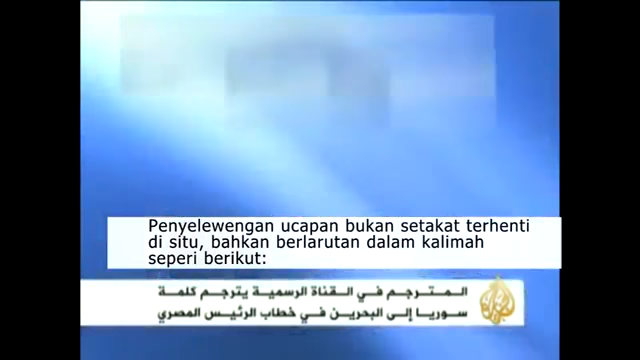 Penyelewengan ucapan bukan setakat terhenti
di situ, bahkan berlarutan dalam kalimah
seperi berikut:
المترجم في القناة الرسمية يترجم كلمة
سوريا إلى البحرين في خطاب الرئيس المصري
الجزيرة